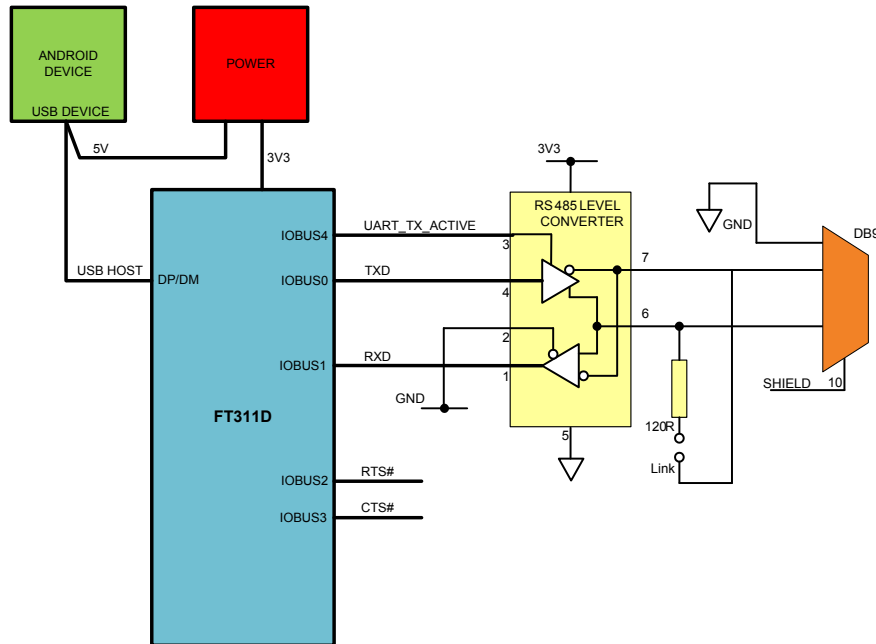 ANDROID
DEVICE
USB DEVICE
POWER
5V
3V3
3V3
RS485 LEVEL
CONVERTER
GND
DB9
IOBUS4
UART_TX_ACTIVE
3
7
USB HOST
DP/DM
IOBUS0
TXD
4
6
2
IOBUS1
RXD
1
GND
SHIELD
10
FT311D
120R
5
Link
IOBUS2
RTS#
IOBUS3
CTS#